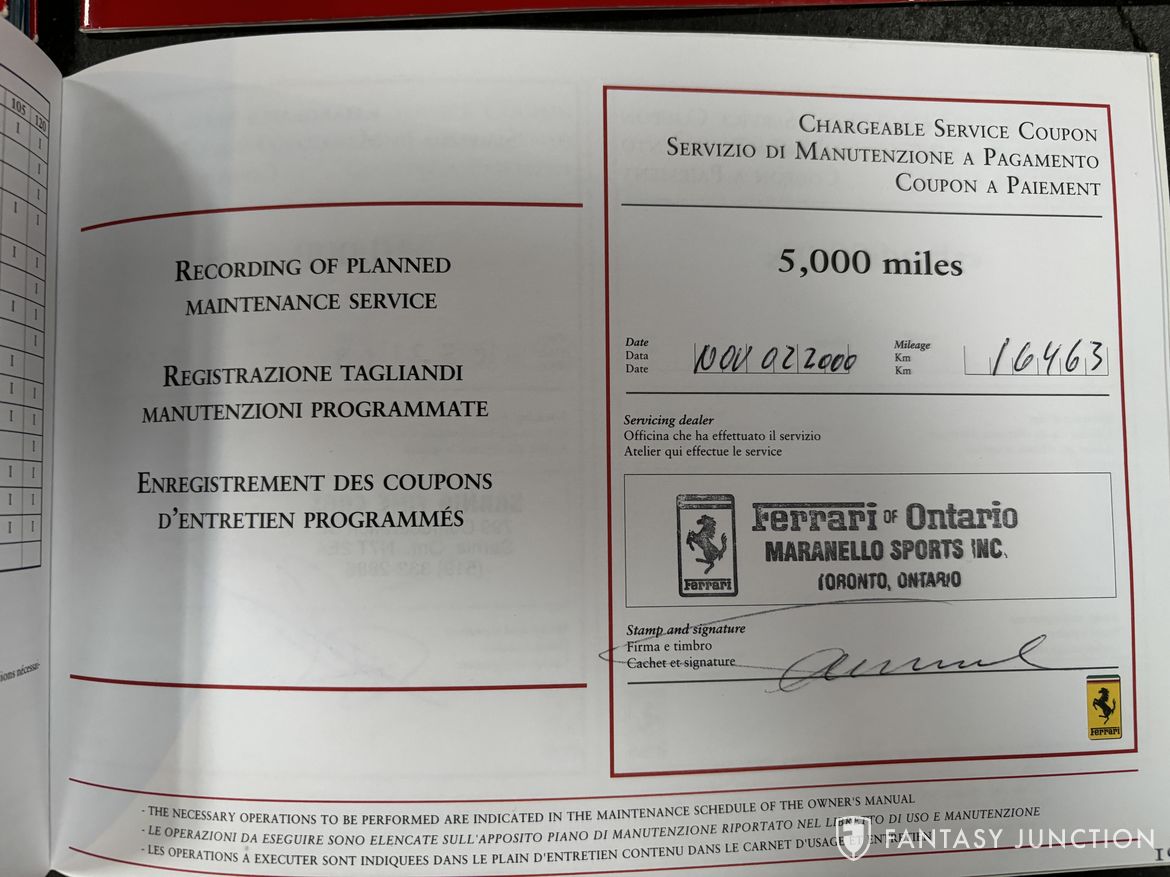 105 120
RECORDING OF PLANNED
MAINTENANCE SERVICE
REGISTRAZIONE TAGLIANDI
MANUTENZIONI PROGRAMMATE
ENREGISTREMENT DES COUPONS
D'ENTRETIEN PROGRAMMÉS
CHARGEABLE SERVICE COUPON
SERVIZIO DI MANUTENZIONE A PAGAMENTO
COUPON A PAIEMENT
5,000 miles
Date
Data
Date
NOV 02 2000
Mileage
Km
Km
16463
Servicing dealer
Officina che ha effettuato il servizio
Atelier qui effectue le service
Ferrari
Ferrari OF Ontario
MARANELLO SPORTS INC.
TORONTO, ONTARIO
Stamp and signature
Firma e timbro
Cachet et signature
Ferrari
- THE NECESSARY OPERATIONS TO BE PERFORMED ARE INDICATED IN THE MAINTENANCE SCHEDULE OF THE OWNER'S MANUAL
- LE OPERAZIONI DA ESEGUIRE SONO ELENCATE SULL'APPOSITO PIANO DI MANUTENZIONE RIPORTATO NEL LIBRETTO DI USO E MANUTENZIONE
- LES OPERATIONS A EXECUTER SONT INDIQUEES DANS LE PLAIN D'ENTRETIEN CONTENU DANS LE CARNET D'USAGE ET ENTRETIEN
FANTASY JUNCTION